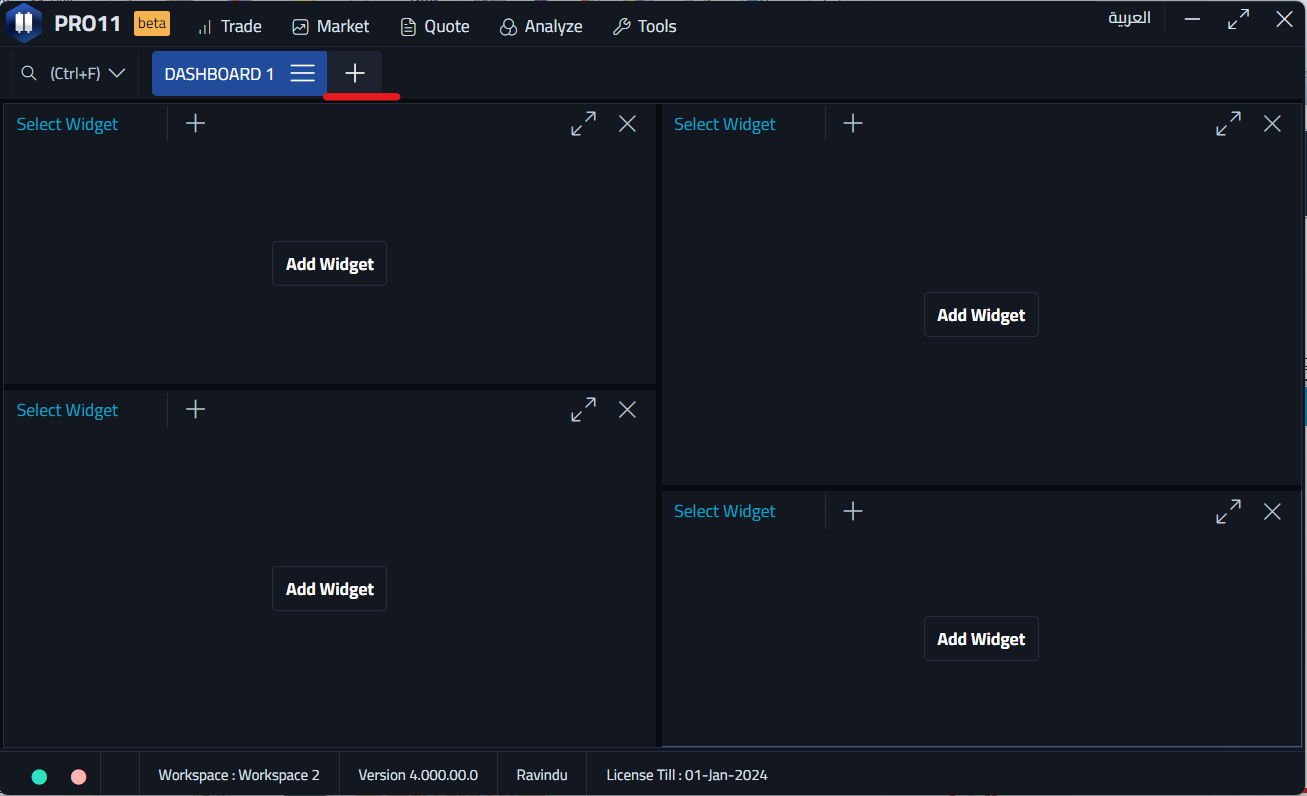 PRO11 beta Trade Market Quote Analyze Tools العربية
(Ctrl+F) DASHBOARD 1
Select Widget
Add Widget
Select Widget
Add Widget
Select Widget
Add Widget
Select Widget
Add Widget
Workspace : Workspace 2 Version 4.000.00.0 Ravindu License Till : 01-Jan-2024